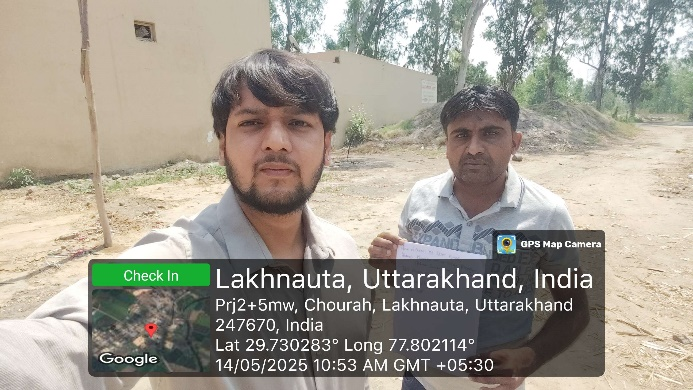 GPS Map Camera
Check In
Lakhnauta, Uttarakhand, India
Prj2+5mw, Chourah, Lakhnauta, Uttarakhand
247670, India
Lat 29.730283° Long 77.802114°
14/05/2025 10:53 AM GMT +05:30
Google